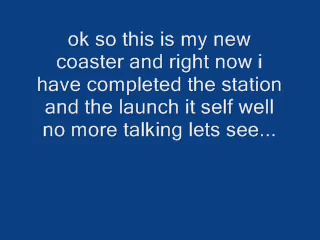 ok so this is my new
coaster and right now i
have completed the station
and the launch it self well
no more talking lets see...